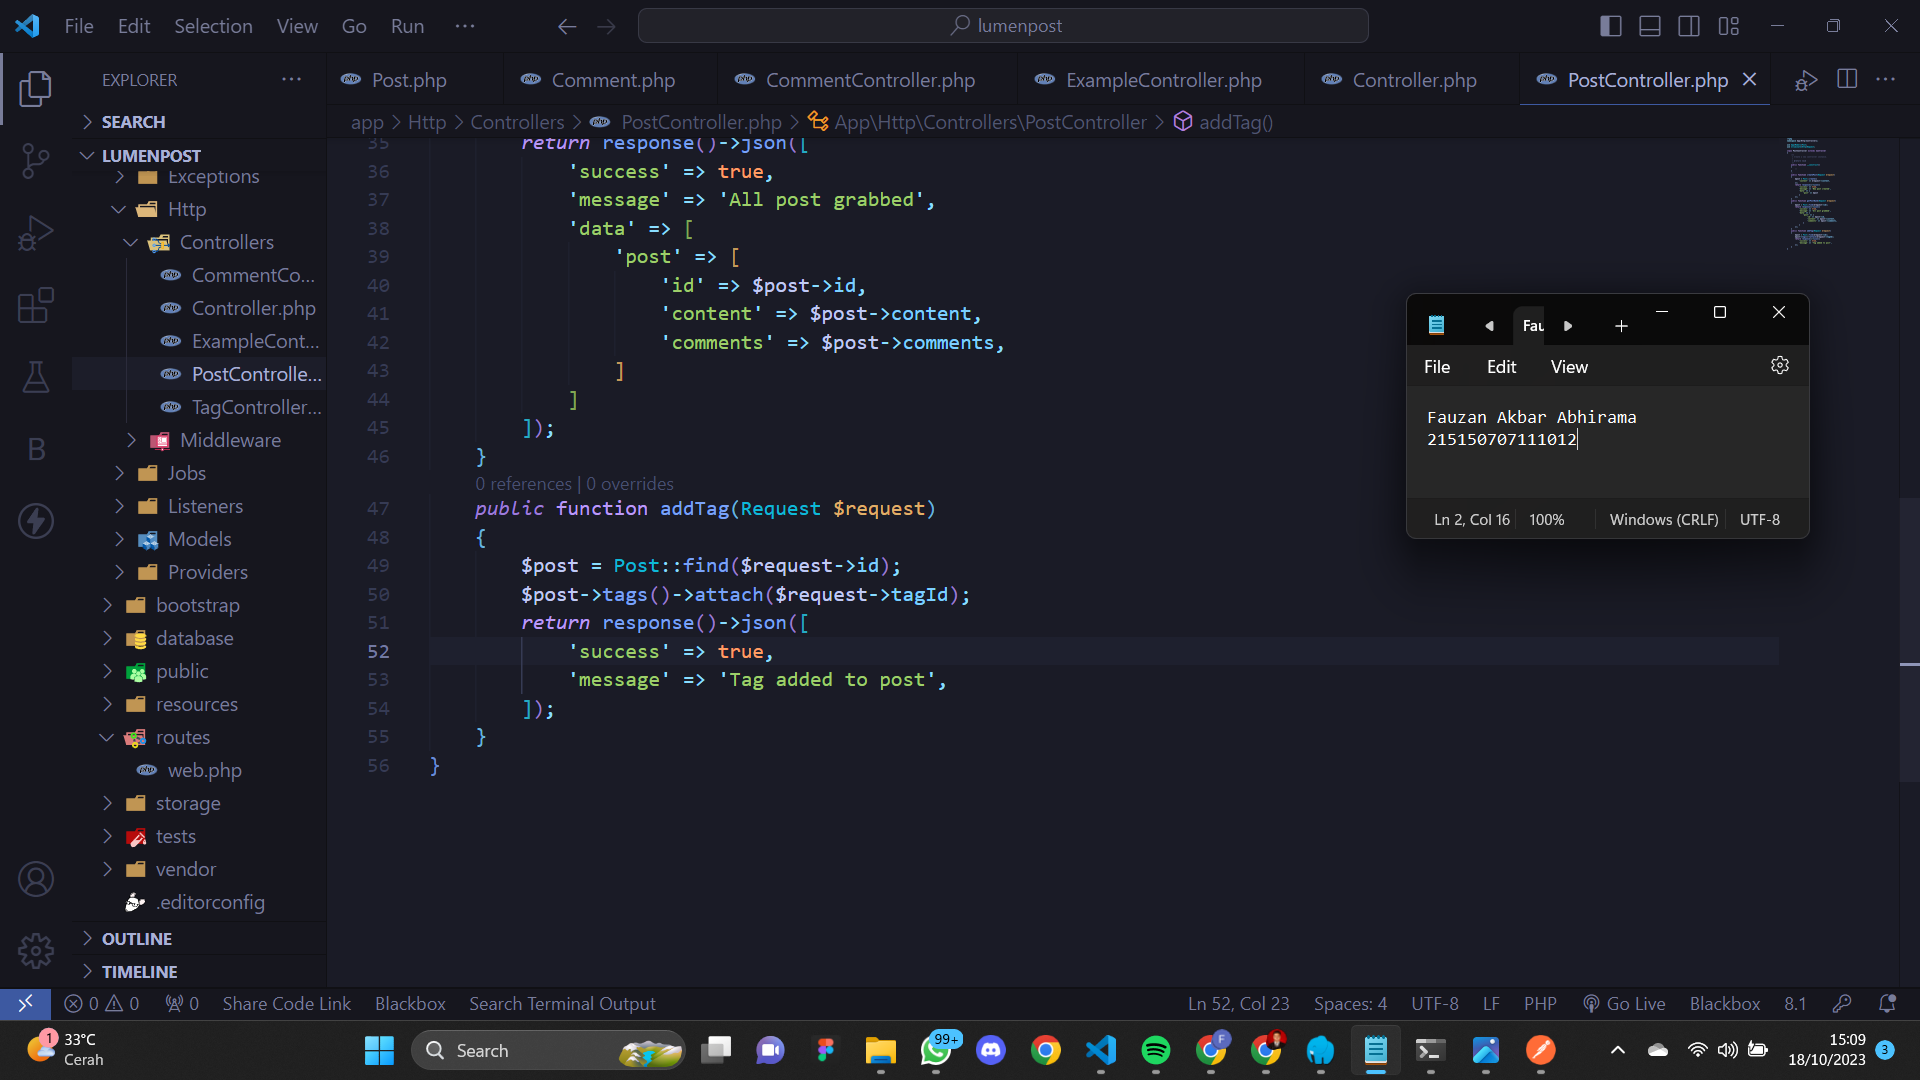 File Edit Selection View Go Run ··· lumenpost
EXPLORER ···
SEARCH
LUMENPOST
Exceptions
Http
Controllers
CommentCo...
Controller.php
ExampleCont...
PostControlle...
TagController...
Middleware
Jobs
Listeners
Models
Providers
bootstrap
database
public
resources
routes
web.php
storage
tests
vendor
.editorconfig
OUTLINE
TIMELINE
Post.php Comment.php CommentController.php ExampleController.php Controller.php PostController.php
app > Http > Controllers > PostController.php > App\Http\Controllers\PostController > addTag()
35 return response()->json([
36 'success' => true,
37 'message' => 'All post grabbed',
38 'data' => [
39 'post' => [
40 'id' => $post->id,
41 'content' => $post->content,
42 'comments' => $post->comments,
43 ]
44 ]
45 ]);
46 }
0 references | 0 overrides
47 public function addTag(Request $request)
48 {
49 $post = Post::find($request->id);
50 $post->tags()->attach($request->tagId);
51 return response()->json([
52 'success' => true,
53 'message' => 'Tag added to post',
54 ]);
55 }
56 }
Fau
File Edit View
Fauzan Akbar Abhirama
215150707111012
Ln 2, Col 16 100% Windows (CRLF) UTF-8
0 0 0 Share Code Link Blackbox Search Terminal Output Ln 52, Col 23 Spaces: 4 UTF-8 LF PHP Go Live Blackbox 8.1
1 33°C
Cerah
Search
99+
F
15:09
18/10/2023
3